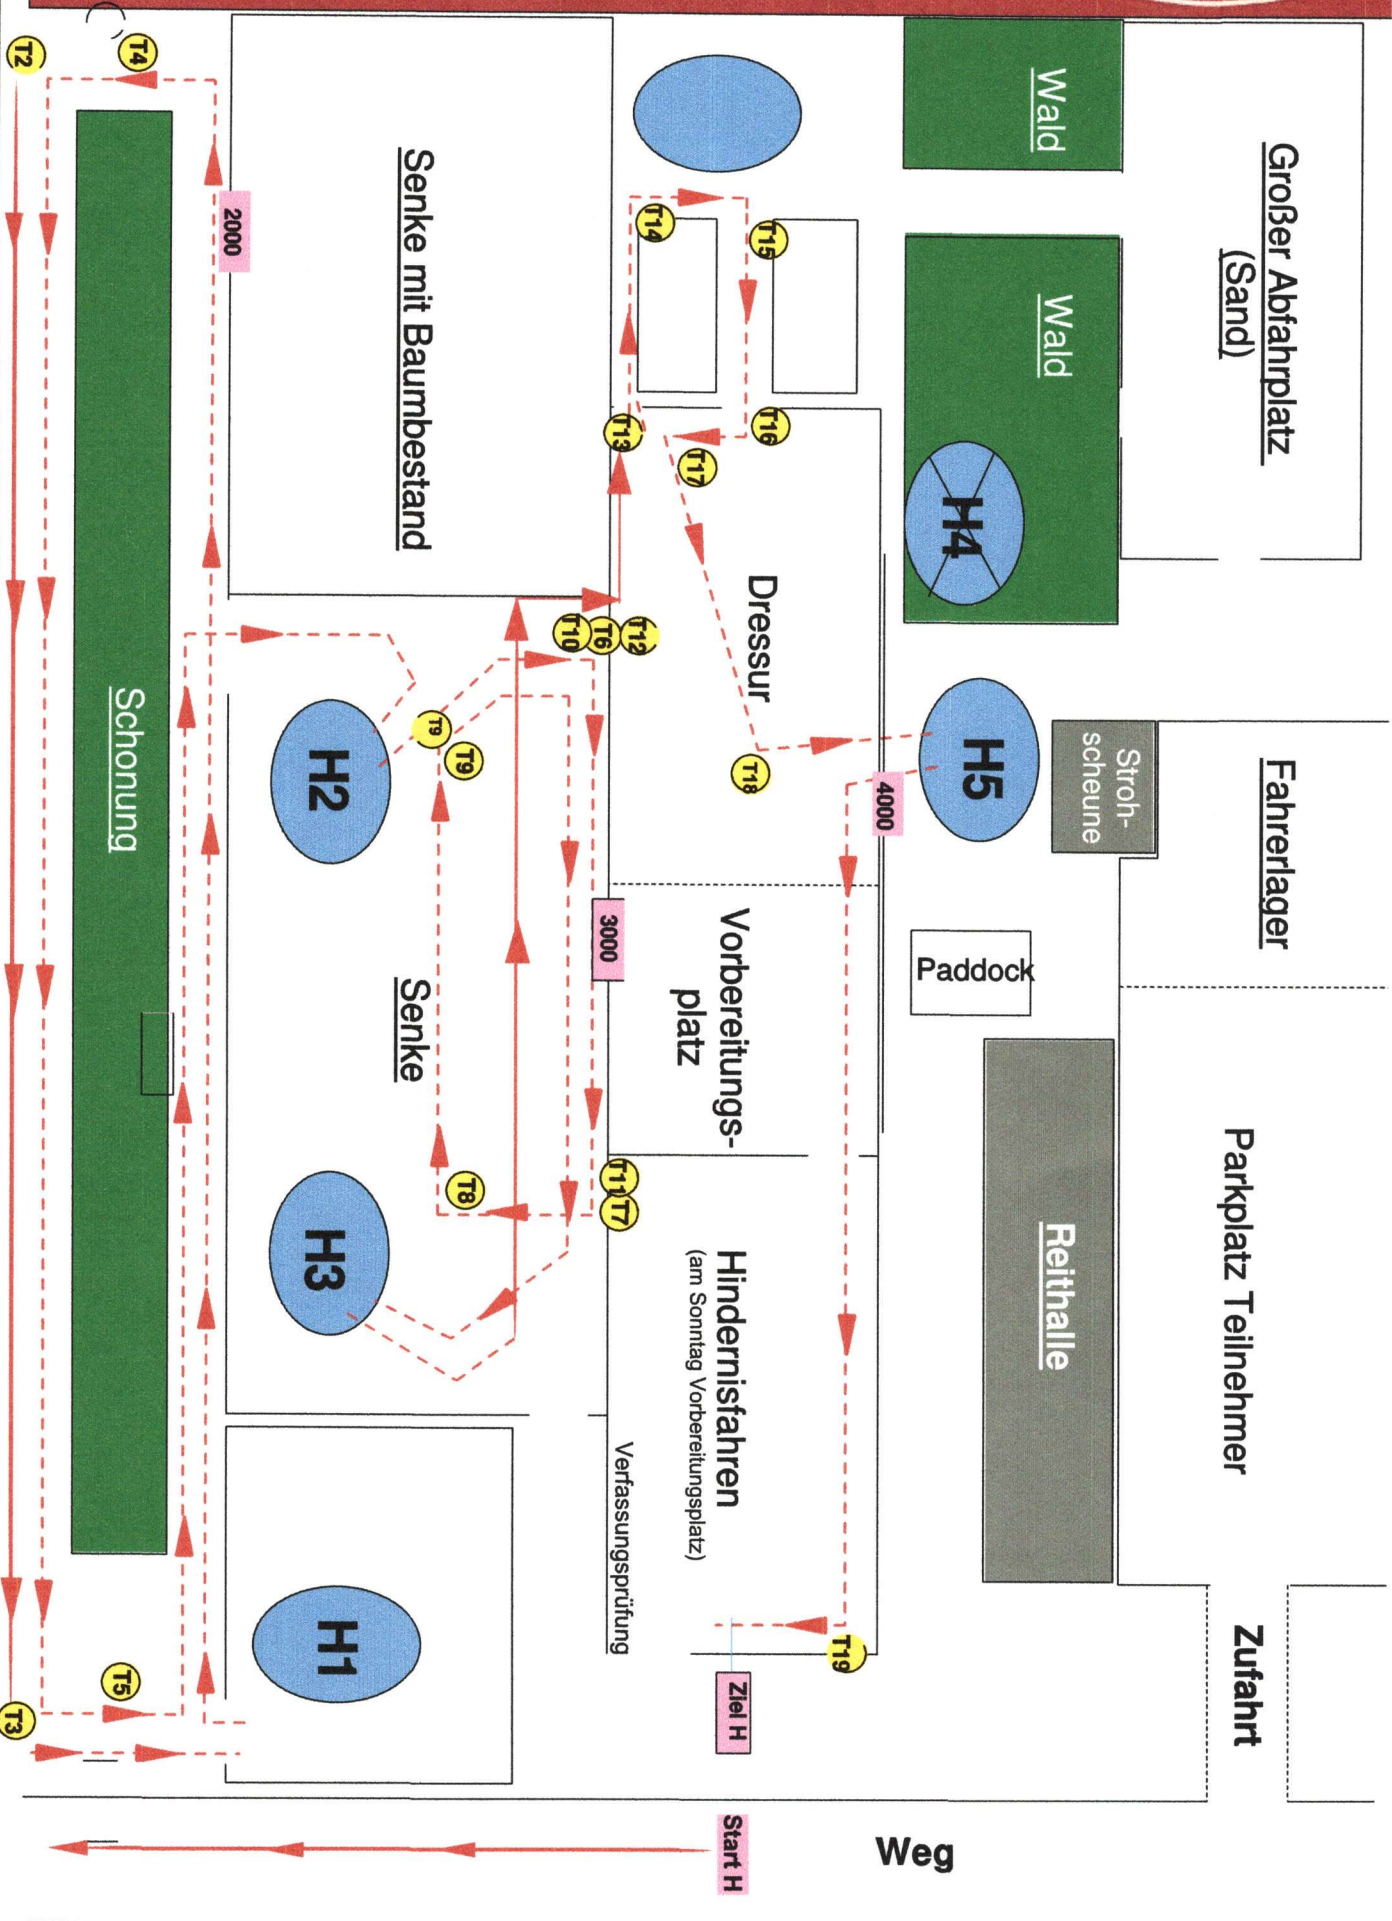 Großer Abfahrplatz
(Sand)
Wald
Wald
H4
Fahrerlager
Stroh-
scheune
H5
Paddock
Parkplatz Teilnehmer
Reithalle
Zufahrt
Weg
T14
T15
T16
T13
T17
Dressur
T18
4000
Vorbereitungs-
platz
Hindernisfahren
(am Sonntag Vorbereitungsplatz)
T19
Ziel H
Start H
Verfassungsprüfung
Senke mit Baumbestand
T10
T6
T12
T9
T9
H2
3000
Senke
T8
T11
T7
H3
H1
2000
T2
T4
Schonung
T5
T3